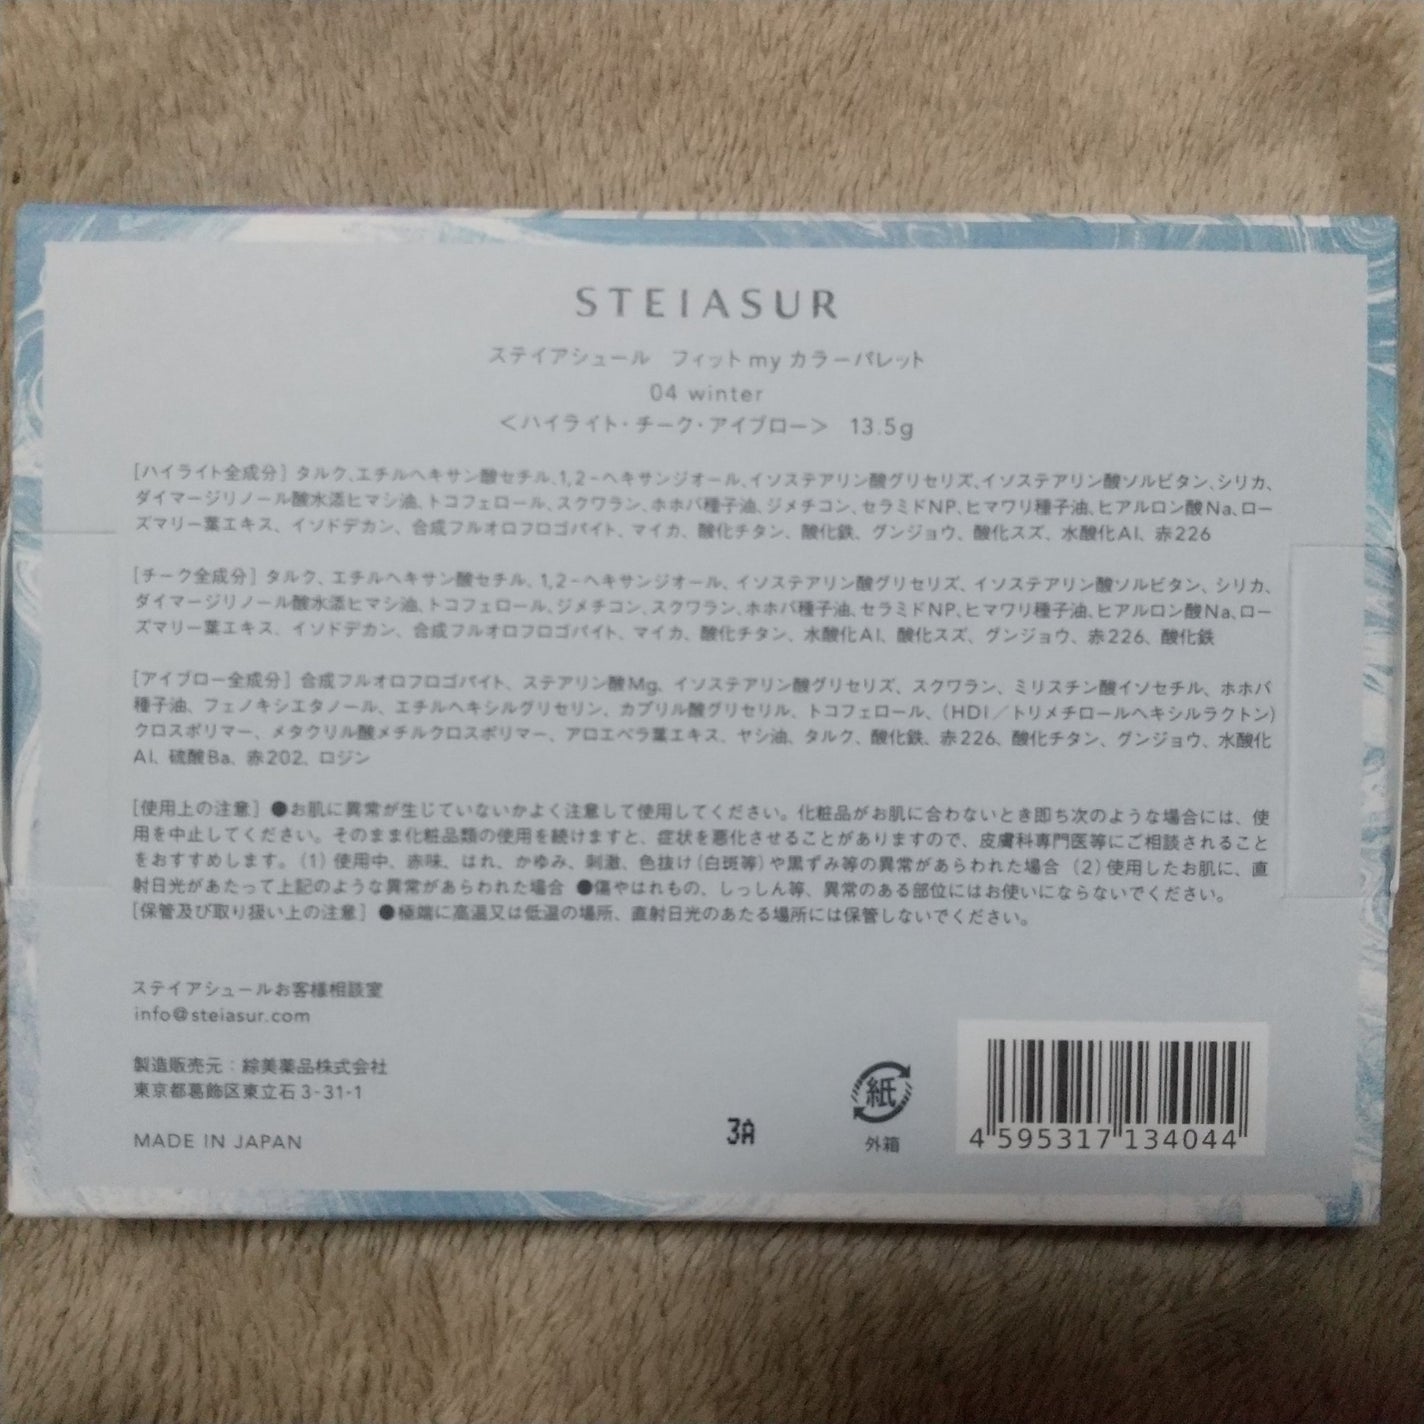 STEIASUR
ステイアシュール フィット my カラーパレット
04 winter
＜ハイライト・チーク・アイブロー＞ 13.5g
[ハイライト全成分] タルク、エチルヘキサン酸セチル、1,2-ヘキサンジオール、イソステアリン酸グリセリズ、イソステアリン酸ソルビタン、シリカ、
ダイマージリノール酸水添ヒマシ油、トコフェロール、スクワラン、ホホバ種子油、ジメチコン、セラミドNP、ヒマワリ種子油、ヒアルロン酸Na、ロー
ズマリー葉エキス、イソドデカン、合成フルオロフロゴパイト、マイカ、酸化チタン、酸化鉄、グンジョウ、酸化スズ、水酸化Al、赤226
[チーク全成分] タルク、エチルヘキサン酸セチル、1,2-ヘキサンジオール、イソステアリン酸グリセリズ、イソステアリン酸ソルビタン、シリカ、
ダイマージリノール酸水添ヒマシ油、トコフェロール、ジメチコン、スクワラン、ホホバ種子油、セラミドNP、ヒマワリ種子油、ヒアルロン酸Na、ロー
ズマリー葉エキス、イソドデカン、合成フルオロフロゴパイト、マイカ、酸化チタン、水酸化Al、酸化スズ、グンジョウ、赤226、酸化鉄
[アイブロー全成分] 合成フルオロフロゴパイト、ステアリン酸Mg、イソステアリン酸グリセリズ、スクワラン、ミリスチン酸イソセチル、ホホバ
種子油、フェノキシエタノール、エチルヘキシルグリセリン、カプリル酸グリセリル、トコフェロール、(HDI／トリメチロールヘキシルラクトン)
クロスポリマー、メタクリル酸メチルクロスポリマー、アロエベラ葉エキス、ヤシ油、タルク、酸化鉄、赤226、酸化チタン、グンジョウ、水酸化
Al、硫酸Ba、赤202、ロジン
[使用上の注意] ●お肌に異常が生じていないかよく注意して使用してください。化粧品がお肌に合わないとき即ち次のような場合には、使
用を中止してください。そのまま化粧品類の使用を続けますと、症状を悪化させることがありますので、皮膚科専門医等にご相談されること
をおすすめします。(1) 使用中、赤味、はれ、かゆみ、刺激、色抜け(白斑等)や黒ずみ等の異常があらわれた場合 (2)使用したお肌に、直
射日光があたって上記のような異常があらわれた場合 ●傷やはれもの、しっしん等、異常のある部位にはお使いにならないでください。
[保管及び取り扱い上の注意] ●極端に高温又は低温の場所、直射日光のあたる場所には保管しないでください。
ステイアシュールお客様相談室
info@steiasur.com
製造販売元：綜美薬品株式会社
東京都葛飾区東立石 3-31-1
MADE IN JAPAN
3A
紙
外箱
4 595317 134044